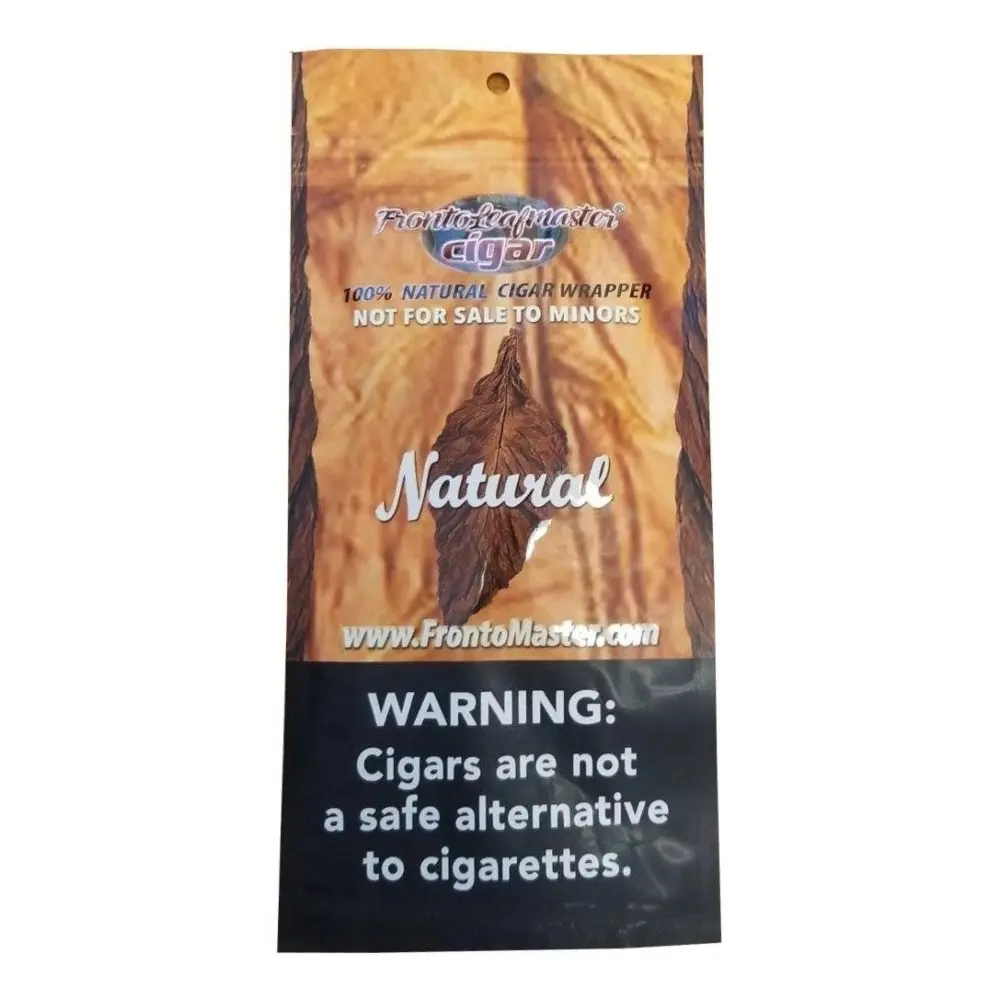 FrontoLeafmaster®
cigar
100% NATURAL CIGAR WRAPPER
NOT FOR SALE TO MINORS
Natural
www.FrontoMaster.com
WARNING:
Cigars are not
a safe alternative
to cigarettes.